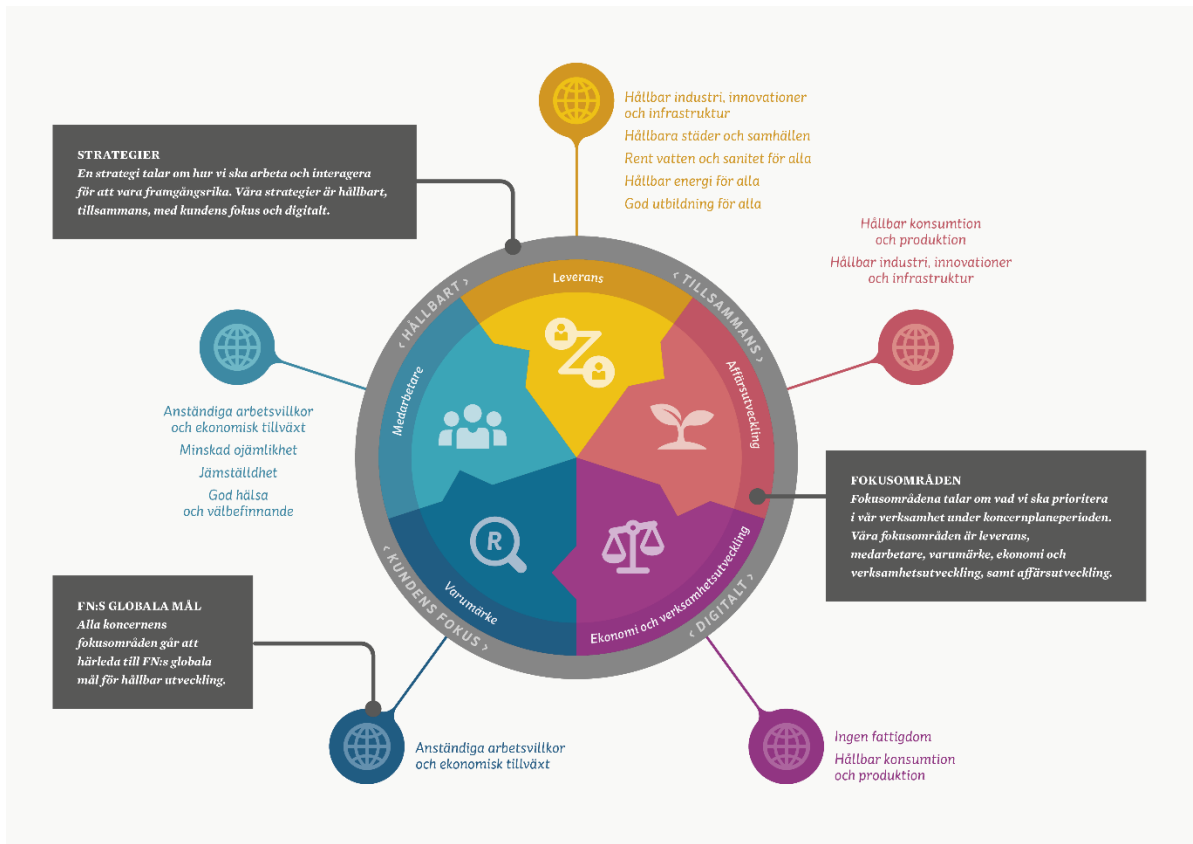 Hållbar industri, innovationer
och infrastruktur
Hållbara städer och samhällen
Rent vatten och sanitet för alla
Hållbar energi för alla
God utbildning för alla
STRATEGIER
En strategi talar om hur vi ska arbeta och interagera
för att vara framgångsrika. Våra strategier är hållbart,
tillsammans, med kundens fokus och digitalt.
Hållbar konsumtion
och produktion
Hållbar industri, innovationer
och infrastruktur
‹ HÅLLBART ›
‹ TILLSAMMANS ›
Leverans
Medarbetare
Affärsutveckling
Anständiga arbetsvillkor
och ekonomisk tillväxt
Minskad ojämlikhet
Jämställdhet
God hälsa
och välbefinnande
FOKUSOMRÅDEN
Fokusområdena talar om vad vi ska prioritera
i vår verksamhet under koncernplaneperioden.
Våra fokusområden är leverans,
medarbetare, varumärke, ekonomi och
verksamhetsutveckling, samt affärsutveckling.
R
Varumärke
Ekonomi och verksamhetsutveckling
‹ KUNDENS FOKUS ›
‹ DIGITALT ›
FN:S GLOBALA MÅL
Alla koncernens
fokusområden går att
härleda till FN:s globala
mål för hållbar utveckling.
Anständiga arbetsvillkor
och ekonomisk tillväxt
Ingen fattigdom
Hållbar konsumtion
och produktion